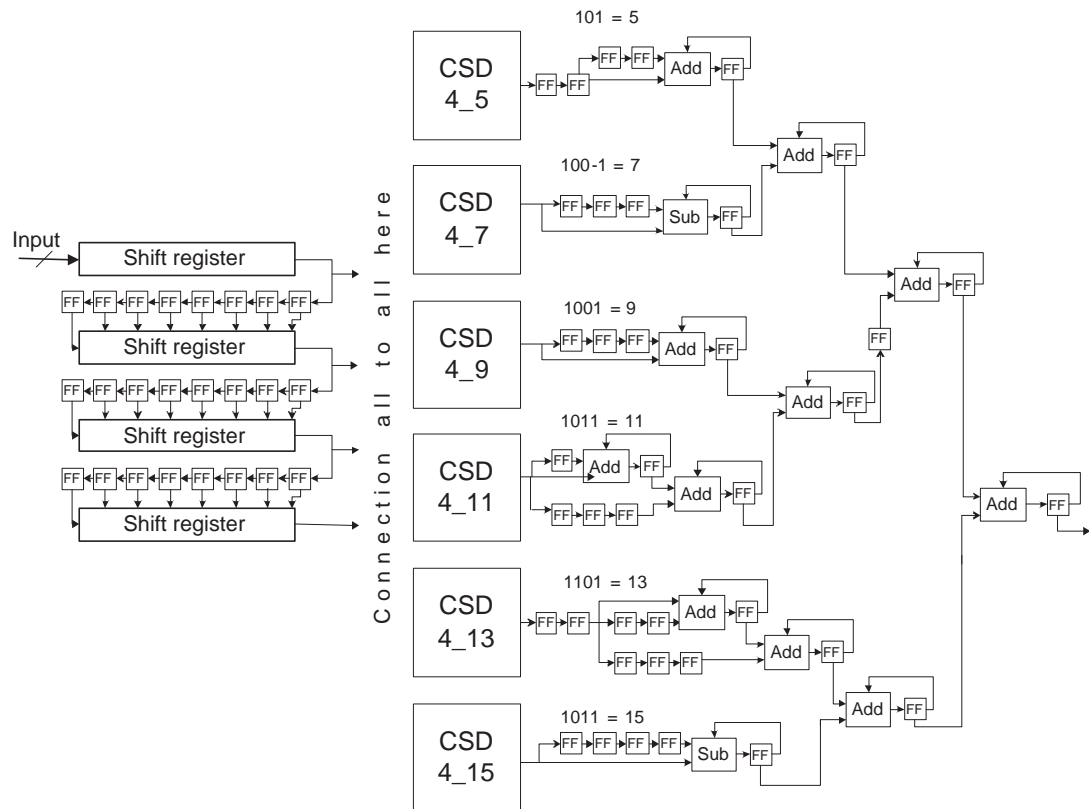 Input
Shift register
FF FF FF FF FF FF FF FF
Shift register
FF FF FF FF FF FF FF FF
Shift register
FF FF FF FF FF FF FF FF
Shift register
Connection all to all here
CSD
4_5
101 = 5
FF FF
FF FF
Add
FF
CSD
4_7
100-1 = 7
FF FF FF
Sub
FF
Add
FF
CSD
4_9
1001 = 9
FF FF FF
Add
FF
CSD
4_11
1011 = 11
FF
Add
FF
FF FF FF
Add
FF
Add
FF
FF
Add
FF
CSD
4_13
1101 = 13
FF FF
FF FF
Add
FF
FF FF FF
Add
FF
CSD
4_15
1011 = 15
FF FF FF FF
Sub
FF
Add
FF
Add
FF